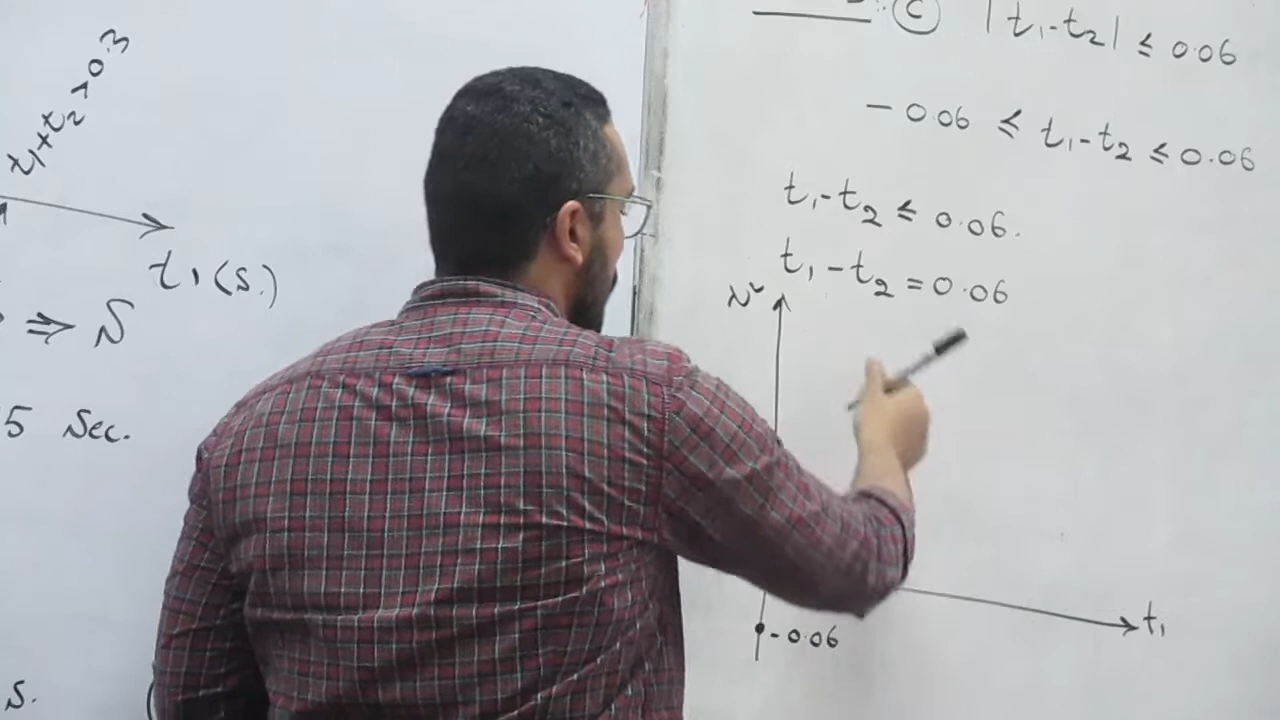 t₁+t₂>0.3
t₁(s.)
⇒ S
5 Sec.
s.
C |t₁-t₂| ≤ 0.06
-0.06 ≤ t₁-t₂ ≤ 0.06
t₁-t₂ ≤ 0.06.
t₁-t₂ = 0.06
t₁
-0.06